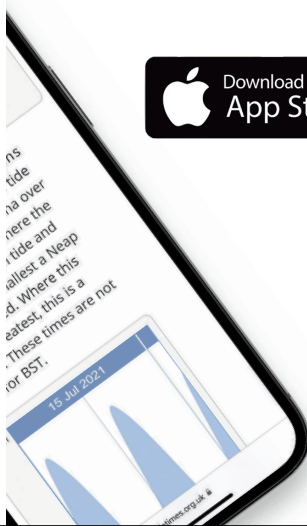 Download
App St
ns
tide
na over
here the
tide and
allest a Neap
d. Where this
eatest, this is a
These times are not
or BST.
15 Jul 2021
times.org.uk